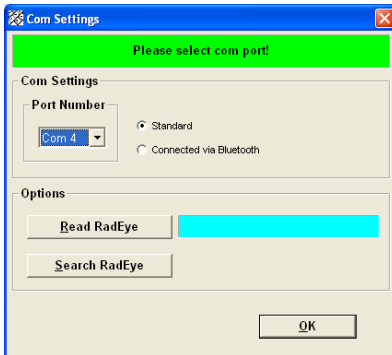 Com Settings
Please select com port!
Com Settings
Port Number
Com 4
Standard
Connected via Bluetooth
Options
Read RadEye
Search RadEye
OK